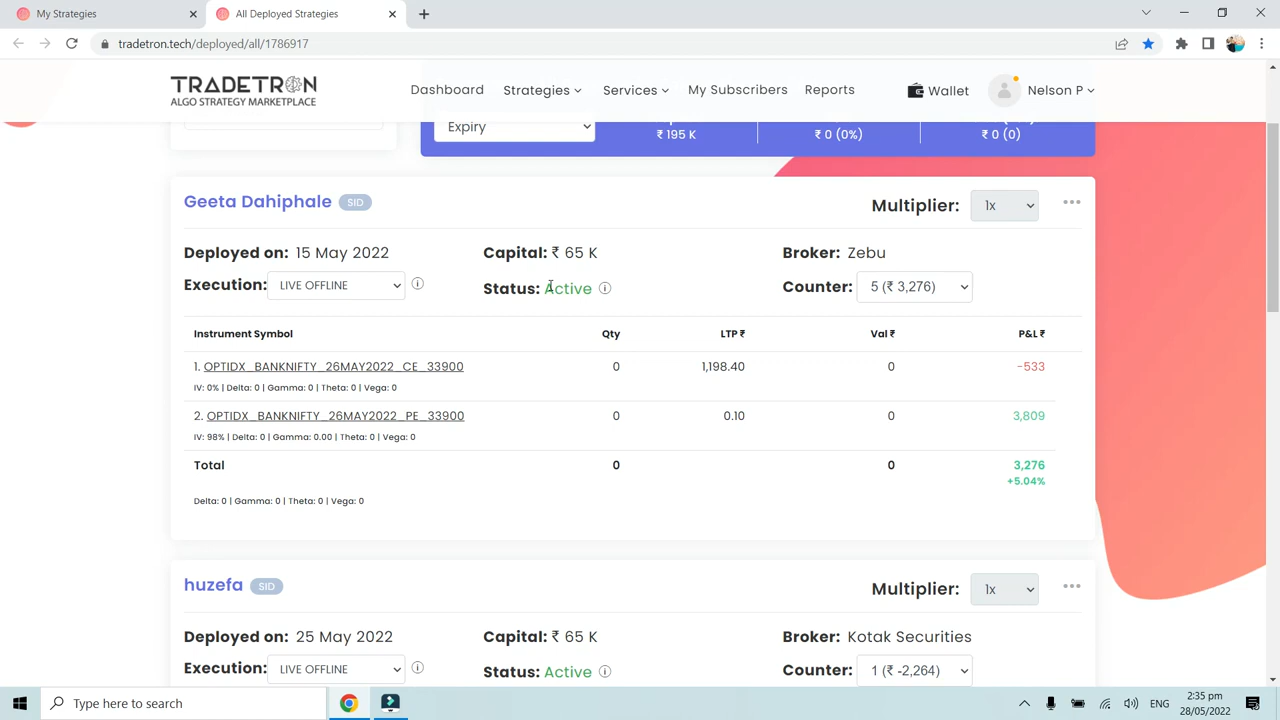 My Strategies
All Deployed Strategies
tradetron.tech/deployed/all/1786917
TRADETRON
ALGO STRATEGY MARKETPLACE
Dashboard Strategies Services My Subscribers Reports Wallet Nelson P
Expiry
₹ 195 K ₹ 0 (0%) ₹ 0 (0)
Geeta Dahiphale SID Multiplier: 1x
Deployed on: 15 May 2022 Capital: ₹ 65 K Broker: Zebu
Execution: LIVE OFFLINE Status: Active Counter: 5 (₹ 3,276)
Instrument Symbol Qty LTP ₹ Val ₹ P&L ₹
1. OPTIDX_BANKNIFTY_26MAY2022_CE_33900 0 1,198.40 0 -533
IV: 0% | Delta: 0 | Gamma: 0 | Theta: 0 | Vega: 0
2. OPTIDX_BANKNIFTY_26MAY2022_PE_33900 0 0.10 0 3,809
IV: 98% | Delta: 0 | Gamma: 0.00 | Theta: 0 | Vega: 0
Total 0 0 3,276
+5.04%
Delta: 0 | Gamma: 0 | Theta: 0 | Vega: 0
huzefa SID Multiplier: 1x
Deployed on: 25 May 2022 Capital: ₹ 65 K Broker: Kotak Securities
Execution: LIVE OFFLINE Status: Active Counter: 1 (₹ -2,264)
Type here to search
ENG
2:35 pm
28/05/2022